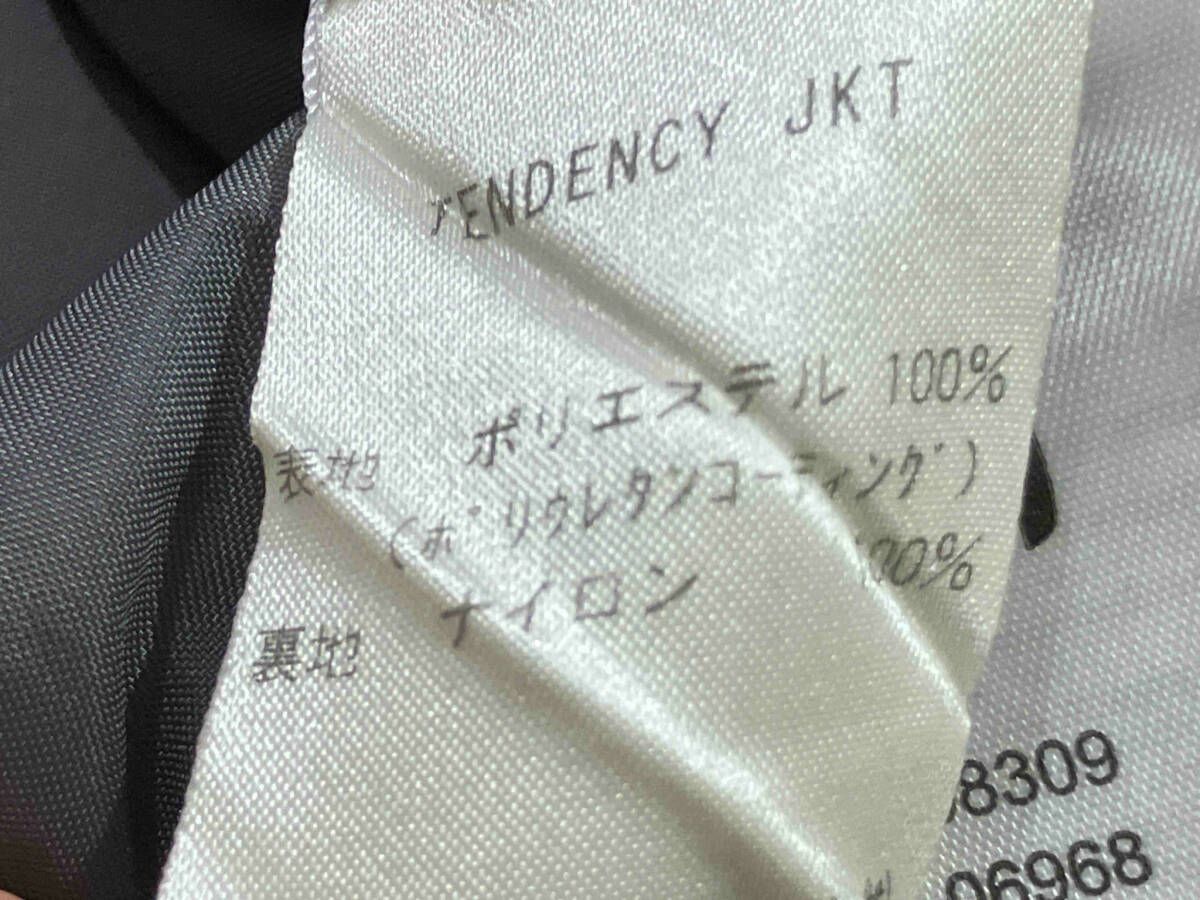 TENDENCY JKT
表地 ポリエステル 100%
(ポリウレタンコーティング)
裏地 ナイロン 100%
8309
06968